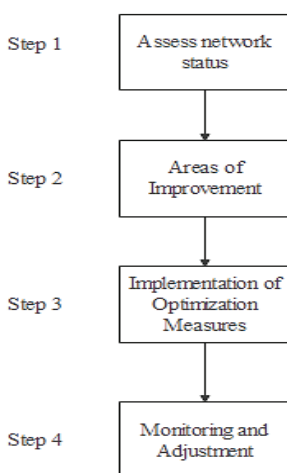 Step 1
Assess network
status
Step 2
Areas of
Improvement
Step 3
Implementation of
Optimization
Measures
Step 4
Monitoring and
Adjustment